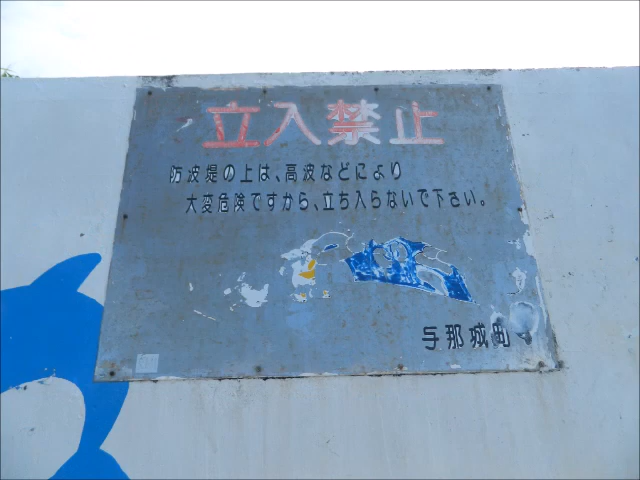 立入禁止
防波堤の上は、高波などにより
大変危険ですから、立ち入らないで下さい。
与那城町